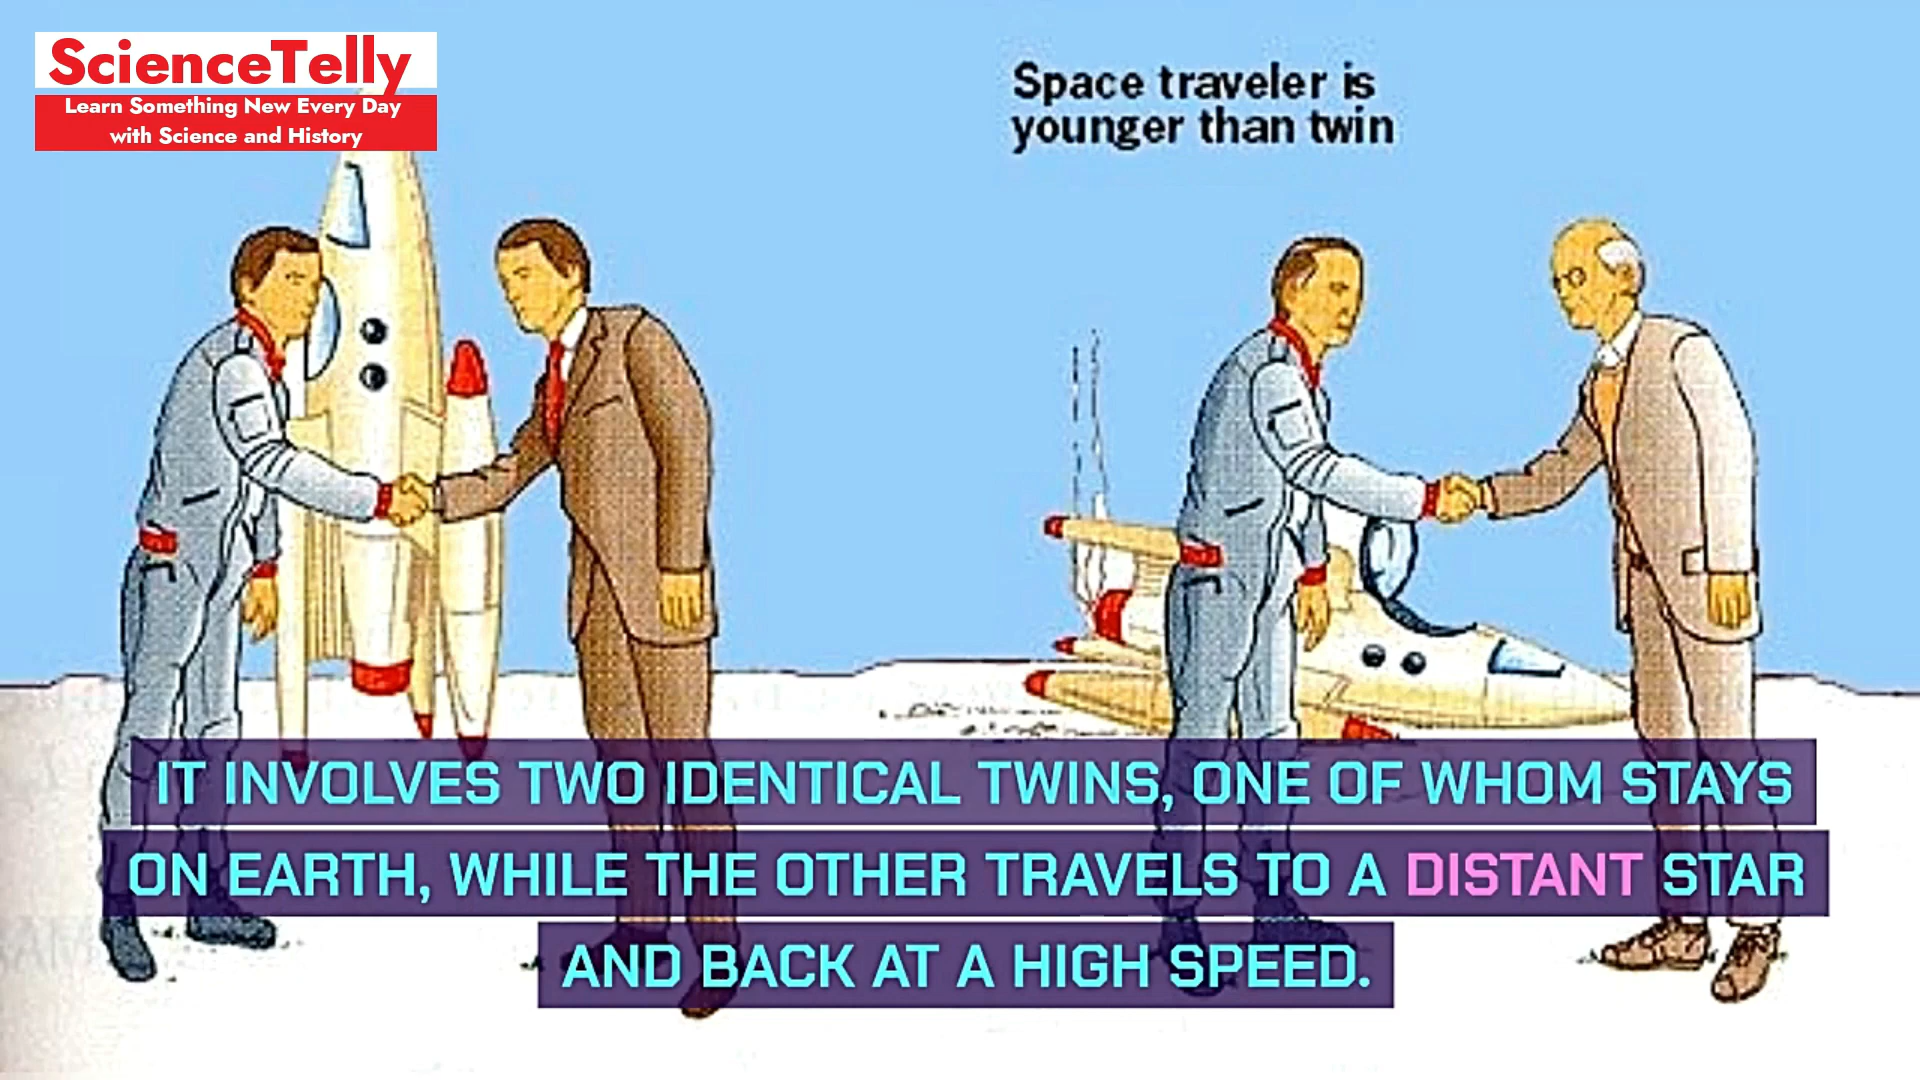 ScienceTelly
Learn Something New Every Day
with Science and History
Space traveler is
younger than twin
IT INVOLVES TWO IDENTICAL TWINS, ONE OF WHOM STAYS
ON EARTH, WHILE THE OTHER TRAVELS TO A DISTANT STAR
AND BACK AT A HIGH SPEED.